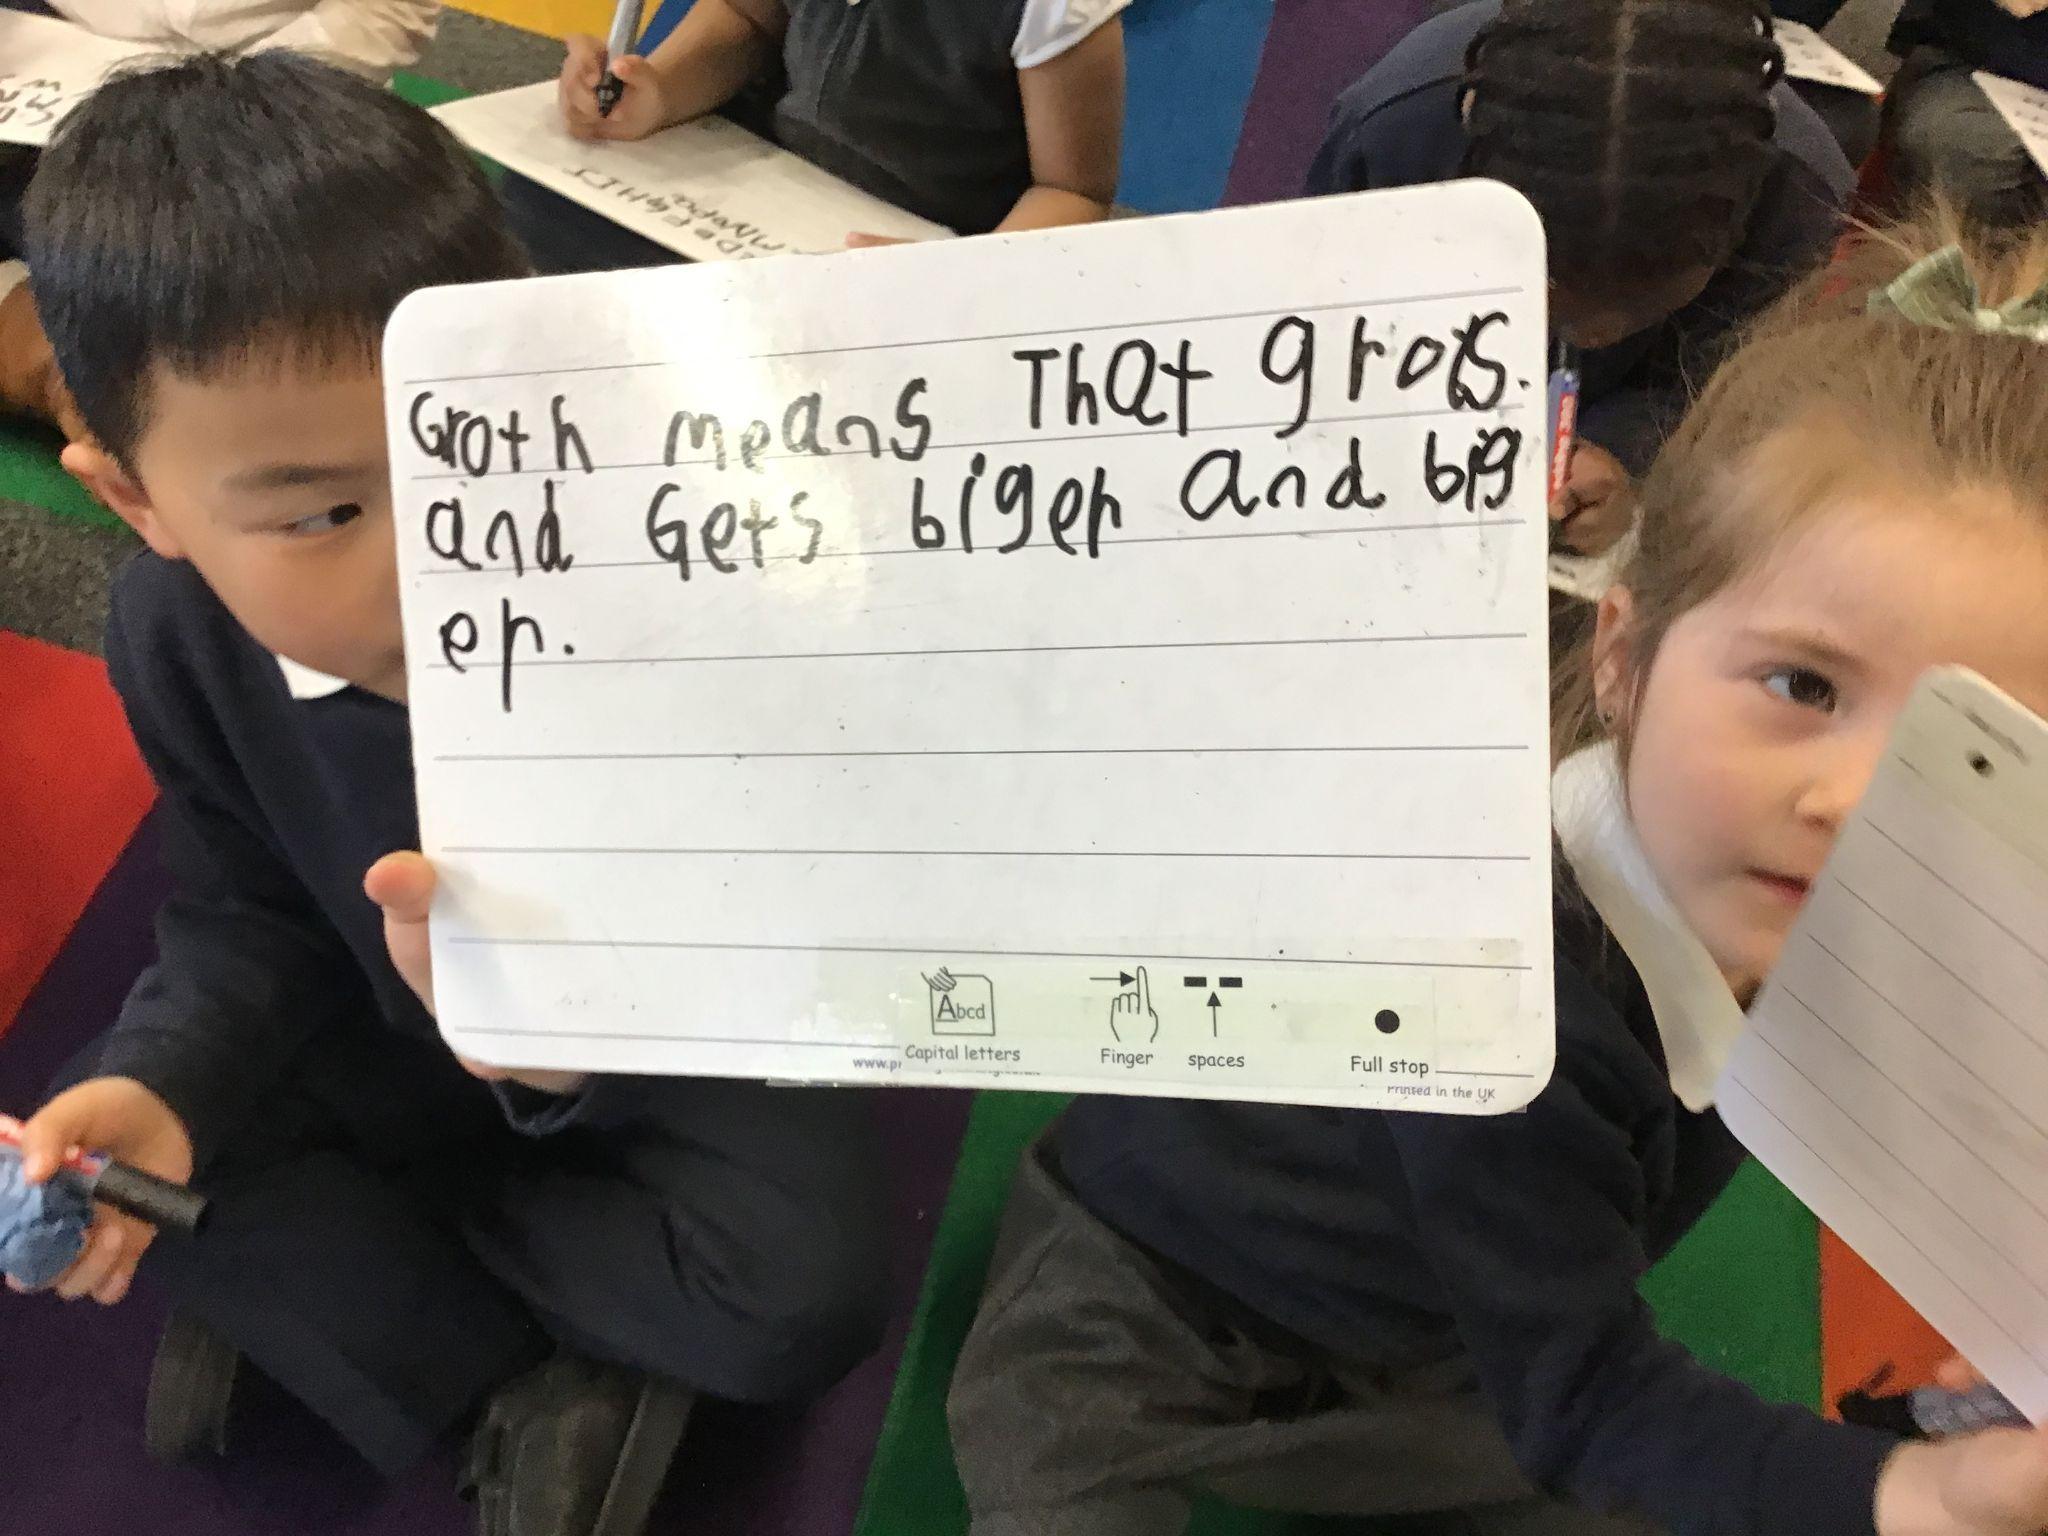 Groth means That grots.
and Gets biger and big
er.
Abcd
Capital letters Finger spaces Full stop
www.p
Printed in the UK